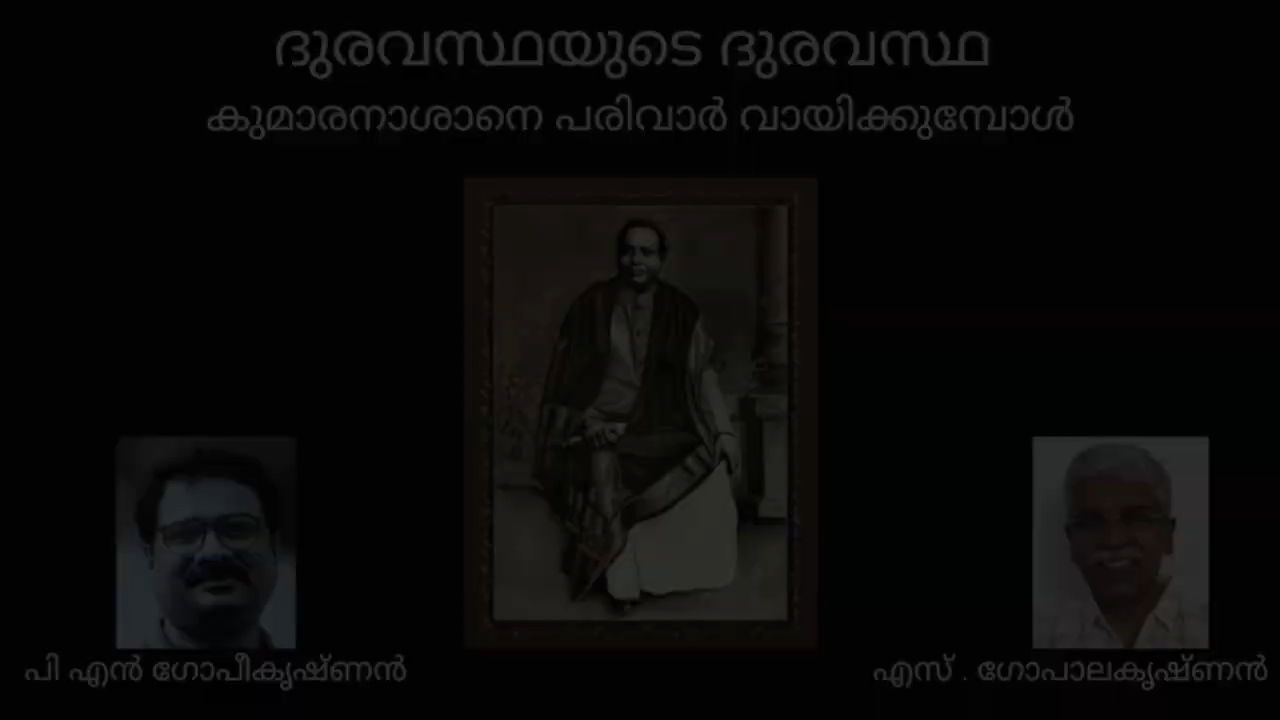 ദുരവസ്ഥയുടെ ദുരവസ്ഥ
കുമാരനാശാനെ പരിവാർ വായിക്കുമ്പോൾ
പി എൻ ഗോപീകൃഷ്ണൻ
എസ് . ഗോപാലകൃഷ്ണൻ